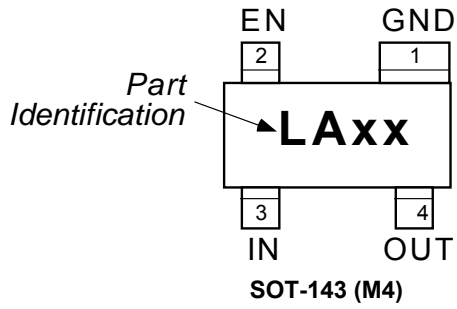 EN GND
2 1
Part
Identification
LAxx
3 4
IN OUT
SOT-143 (M4)